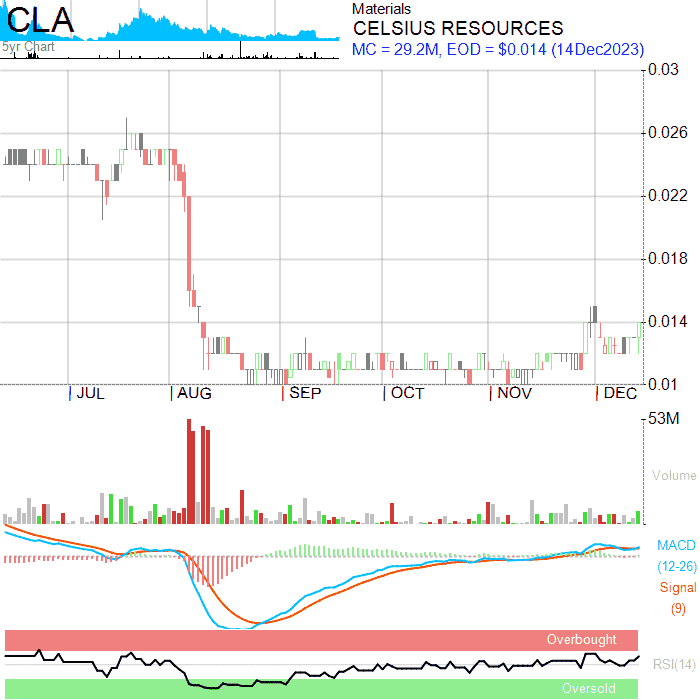 CLA
5yr Chart
Materials
CELSIUS RESOURCES
MC = 29.2M, EOD = $0.014 (14Dec2023)
0.03
0.026
0.022
0.018
0.014
0.01
JUL
AUG
SEP
OCT
NOV
DEC
53M
Volume
MACD
(12-26)
Signal
(9)
Overbought
RSI(14)
Oversold